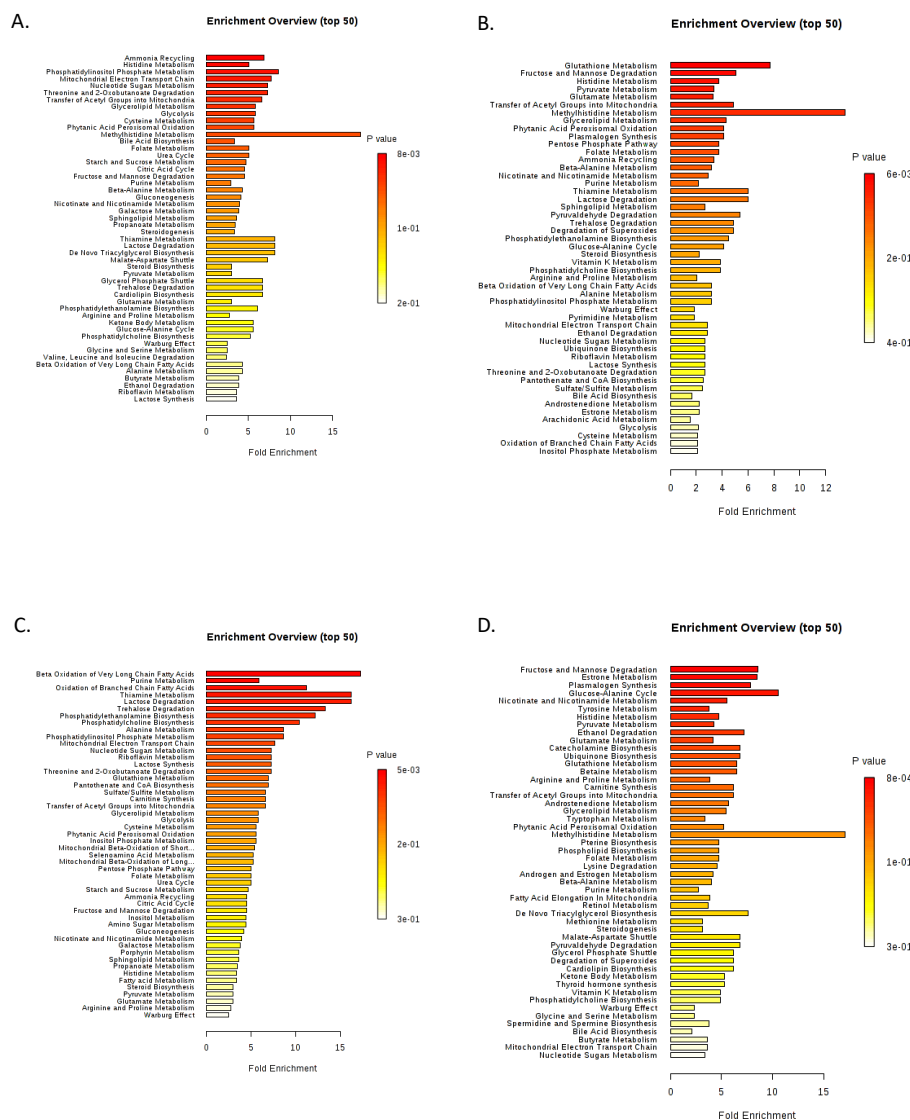 A.
Enrichment Overview (top 50)
Ammonia Recycling
Histidine Metabolism
Phosphatidylinositol Phosphate Metabolism
Mitochondrial Electron Transport Chain
Nucleotide Sugars Metabolism
Threonine and 2-Oxobutanoate Degradation
Transfer of Acetyl Groups into Mitochondria
Glycerolipid Metabolism
Glycolysis
Cysteine Metabolism
Phytanic Acid Peroxisomal Oxidation
Methylhistidine Metabolism
Bile Acid Biosynthesis
Folate Metabolism
Urea Cycle
Starch and Sucrose Metabolism
Citric Acid Cycle
Fructose and Mannose Degradation
Purine Metabolism
Beta-Alanine Metabolism
Gluconeogenesis
Nicotinate and Nicotinamide Metabolism
Galactose Metabolism
Sphingolipid Metabolism
Propanoate Metabolism
Steroidogenesis
Thiamine Metabolism
Lactose Degradation
De Novo Triacylglycerol Biosynthesis
Malate-Aspartate Shuttle
Steroid Biosynthesis
Pyruvate Metabolism
Glycerol Phosphate Shuttle
Trehalose Degradation
Cardiolipin Biosynthesis
Glutamate Metabolism
Phosphatidylethanolamine Biosynthesis
Arginine and Proline Metabolism
Ketone Body Metabolism
Glucose-Alanine Cycle
Phosphatidylcholine Biosynthesis
Warburg Effect
Glycine and Serine Metabolism
Valine, Leucine and Isoleucine Degradation
Beta Oxidation of Very Long Chain Fatty Acids
Alanine Metabolism
Butyrate Metabolism
Ethanol Degradation
Riboflavin Metabolism
Lactose Synthesis
0 5 10 15
Fold Enrichment
P value
8e-03
1e-01
2e-01
B.
Enrichment Overview (top 50)
Glutathione Metabolism
Fructose and Mannose Degradation
Histidine Metabolism
Pyruvate Metabolism
Glutamate Metabolism
Transfer of Acetyl Groups into Mitochondria
Methylhistidine Metabolism
Glycerolipid Metabolism
Phytanic Acid Peroxisomal Oxidation
Plasmalogen Synthesis
Pentose Phosphate Pathway
Folate Metabolism
Ammonia Recycling
Beta-Alanine Metabolism
Nicotinate and Nicotinamide Metabolism
Purine Metabolism
Thiamine Metabolism
Lactose Degradation
Sphingolipid Metabolism
Pyruvaldehyde Degradation
Trehalose Degradation
Degradation of Superoxides
Phosphatidylethanolamine Biosynthesis
Glucose-Alanine Cycle
Steroid Biosynthesis
Vitamin K Metabolism
Phosphatidylcholine Biosynthesis
Arginine and Proline Metabolism
Beta Oxidation of Very Long Chain Fatty Acids
Alanine Metabolism
Phosphatidylinositol Phosphate Metabolism
Warburg Effect
Pyrimidine Metabolism
Mitochondrial Electron Transport Chain
Ethanol Degradation
Nucleotide Sugars Metabolism
Ubiquinone Biosynthesis
Riboflavin Metabolism
Lactose Synthesis
Threonine and 2-Oxobutanoate Degradation
Pantothenate and CoA Biosynthesis
Sulfate/Sulfite Metabolism
Bile Acid Biosynthesis
Androstenedione Metabolism
Estrone Metabolism
Arachidonic Acid Metabolism
Glycolysis
Cysteine Metabolism
Oxidation of Branched Chain Fatty Acids
Inositol Phosphate Metabolism
0 2 4 6 8 10 12
Fold Enrichment
P value
6e-03
2e-01
4e-01
C.
Enrichment Overview (top 50)
Beta Oxidation of Very Long Chain Fatty Acids
Purine Metabolism
Oxidation of Branched Chain Fatty Acids
Thiamine Metabolism
Lactose Degradation
Trehalose Degradation
Phosphatidylethanolamine Biosynthesis
Phosphatidylcholine Biosynthesis
Alanine Metabolism
Phosphatidylinositol Phosphate Metabolism
Mitochondrial Electron Transport Chain
Nucleotide Sugars Metabolism
Riboflavin Metabolism
Lactose Synthesis
Threonine and 2-Oxobutanoate Degradation
Glutathione Metabolism
Pantothenate and CoA Biosynthesis
Sulfate/Sulfite Metabolism
Carnitine Synthesis
Transfer of Acetyl Groups into Mitochondria
Glycerolipid Metabolism
Glycolysis
Cysteine Metabolism
Phytanic Acid Peroxisomal Oxidation
Inositol Phosphate Metabolism
Mitochondrial Beta-Oxidation of Short...
Selenoamino Acid Metabolism
Mitochondrial Beta-Oxidation of Long...
Pentose Phosphate Pathway
Folate Metabolism
Urea Cycle
Starch and Sucrose Metabolism
Ammonia Recycling
Citric Acid Cycle
Fructose and Mannose Degradation
Inositol Metabolism
Amino Sugar Metabolism
Gluconeogenesis
Nicotinate and Nicotinamide Metabolism
Galactose Metabolism
Porphyrin Metabolism
Sphingolipid Metabolism
Propanoate Metabolism
Histidine Metabolism
Fatty acid Metabolism
Steroid Biosynthesis
Pyruvate Metabolism
Glutamate Metabolism
Arginine and Proline Metabolism
Warburg Effect
0 5 10 15
Fold Enrichment
P value
5e-03
2e-01
3e-01
D.
Enrichment Overview (top 50)
Fructose and Mannose Degradation
Estrone Metabolism
Plasmalogen Synthesis
Glucose-Alanine Cycle
Nicotinate and Nicotinamide Metabolism
Tyrosine Metabolism
Histidine Metabolism
Pyruvate Metabolism
Ethanol Degradation
Glutamate Metabolism
Catecholamine Biosynthesis
Ubiquinone Biosynthesis
Glutathione Metabolism
Betaine Metabolism
Arginine and Proline Metabolism
Carnitine Synthesis
Transfer of Acetyl Groups into Mitochondria
Androstenedione Metabolism
Glycerolipid Metabolism
Tryptophan Metabolism
Phytanic Acid Peroxisomal Oxidation
Methylhistidine Metabolism
Pterine Biosynthesis
Phospholipid Biosynthesis
Folate Metabolism
Lysine Degradation
Androgen and Estrogen Metabolism
Beta-Alanine Metabolism
Purine Metabolism
Fatty Acid Elongation In Mitochondria
Retinol Metabolism
De Novo Triacylglycerol Biosynthesis
Methionine Metabolism
Steroidogenesis
Malate-Aspartate Shuttle
Pyruvaldehyde Degradation
Glycerol Phosphate Shuttle
Degradation of Superoxides
Cardiolipin Biosynthesis
Ketone Body Metabolism
Thyroid hormone synthesis
Vitamin K Metabolism
Phosphatidylcholine Biosynthesis
Warburg Effect
Glycine and Serine Metabolism
Spermidine and Spermine Biosynthesis
Bile Acid Biosynthesis
Butyrate Metabolism
Mitochondrial Electron Transport Chain
Nucleotide Sugars Metabolism
0 5 10 15
Fold Enrichment
P value
8e-04
1e-01
3e-01